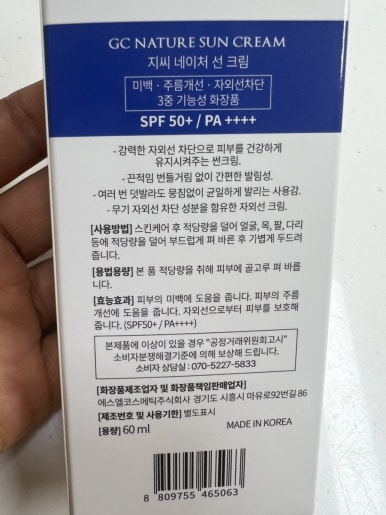 GC NATURE SUN CREAM
지씨 네이처 선 크림
미백 · 주름개선 · 자외선차단
3중 기능성 화장품
SPF 50+ / PA ++++
- 강력한 자외선 차단으로 피부를 건강하게
유지시켜주는 썬크림.
- 끈적임 번들거림 없이 간편한 발림성.
- 여러 번 덧발라도 뭉침없이 균일하게 발리는 사용감.
- 무기 자외선 차단 성분을 함유한 자외선 크림.
[사용방법] 스킨케어 후 적당량을 덜어 얼굴, 목, 팔, 다리
등에 적당량을 덜어 부드럽게 펴 바른 후 가볍게 두드려
줍니다.
[용법용량] 본 품 적당량을 취해 피부에 골고루 펴 바릅
니다.
[효능효과] 피부의 미백에 도움을 줍니다. 피부의 주름
개선에 도움을 줍니다. 자외선으로부터 피부를 보호해
줍니다. (SPF50+ / PA++++)
본제품에 이상이 있을 경우 "공정거래위원회고시"
소비자분쟁해결기준에 의해 보상해 드립니다.
소비자 상담실 : 070-5227-5833
[화장품제조업자 및 화장품책임판매업자]
에스엘코스메틱주식회사 경기도 시흥시 마유로92번길 86
[제조번호 및 사용기한] 별도표시
[용량] 60 ml MADE IN KOREA
8 809755 465063